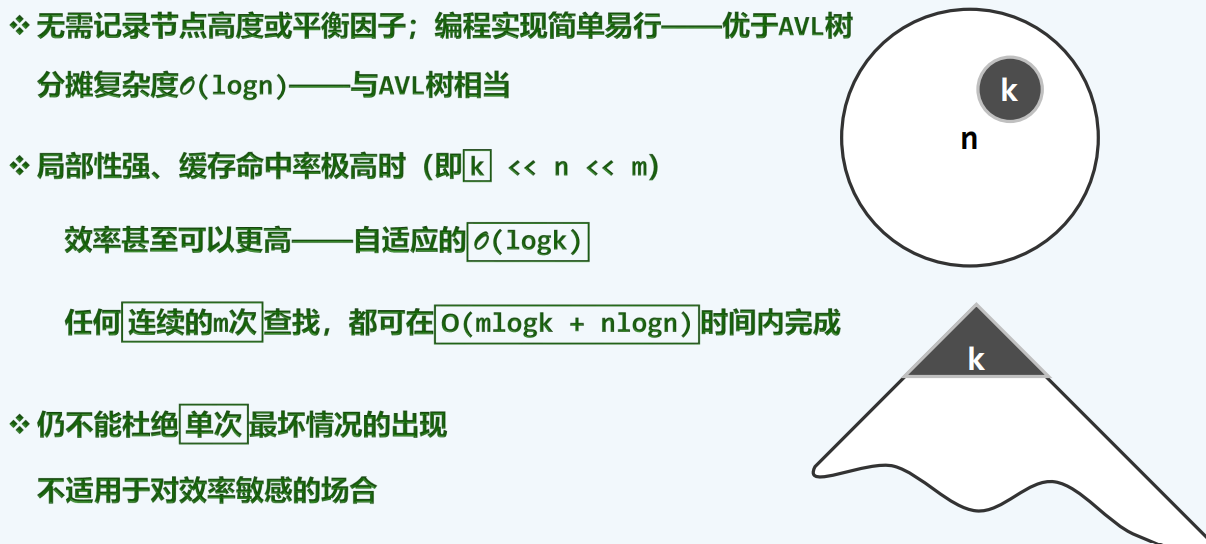 ❖ 无需记录节点高度或平衡因子；编程实现简单易行——优于AVL树
分摊复杂度𝒪(logn)——与AVL树相当
❖ 局部性强、缓存命中率极高时（即k << n << m）
效率甚至可以更高——自适应的𝒪(logk)
任何连续的m次查找，都可在O(mlogk + nlogn)时间内完成
❖ 仍不能杜绝单次最坏情况的出现
不适用于对效率敏感的场合
k
n
k